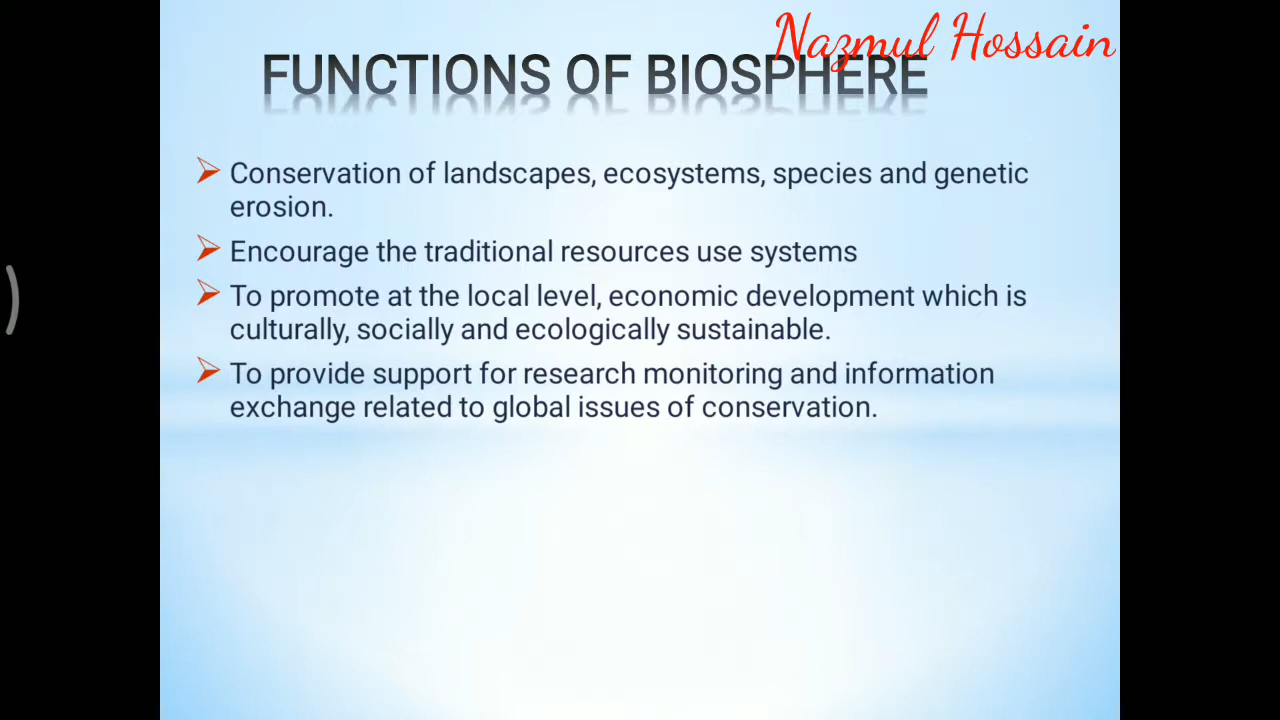 Nazmul Hossain
FUNCTIONS OF BIOSPHERE
Conservation of landscapes, ecosystems, species and genetic
erosion.
Encourage the traditional resources use systems
To promote at the local level, economic development which is
culturally, socially and ecologically sustainable.
To provide support for research monitoring and information
exchange related to global issues of conservation.